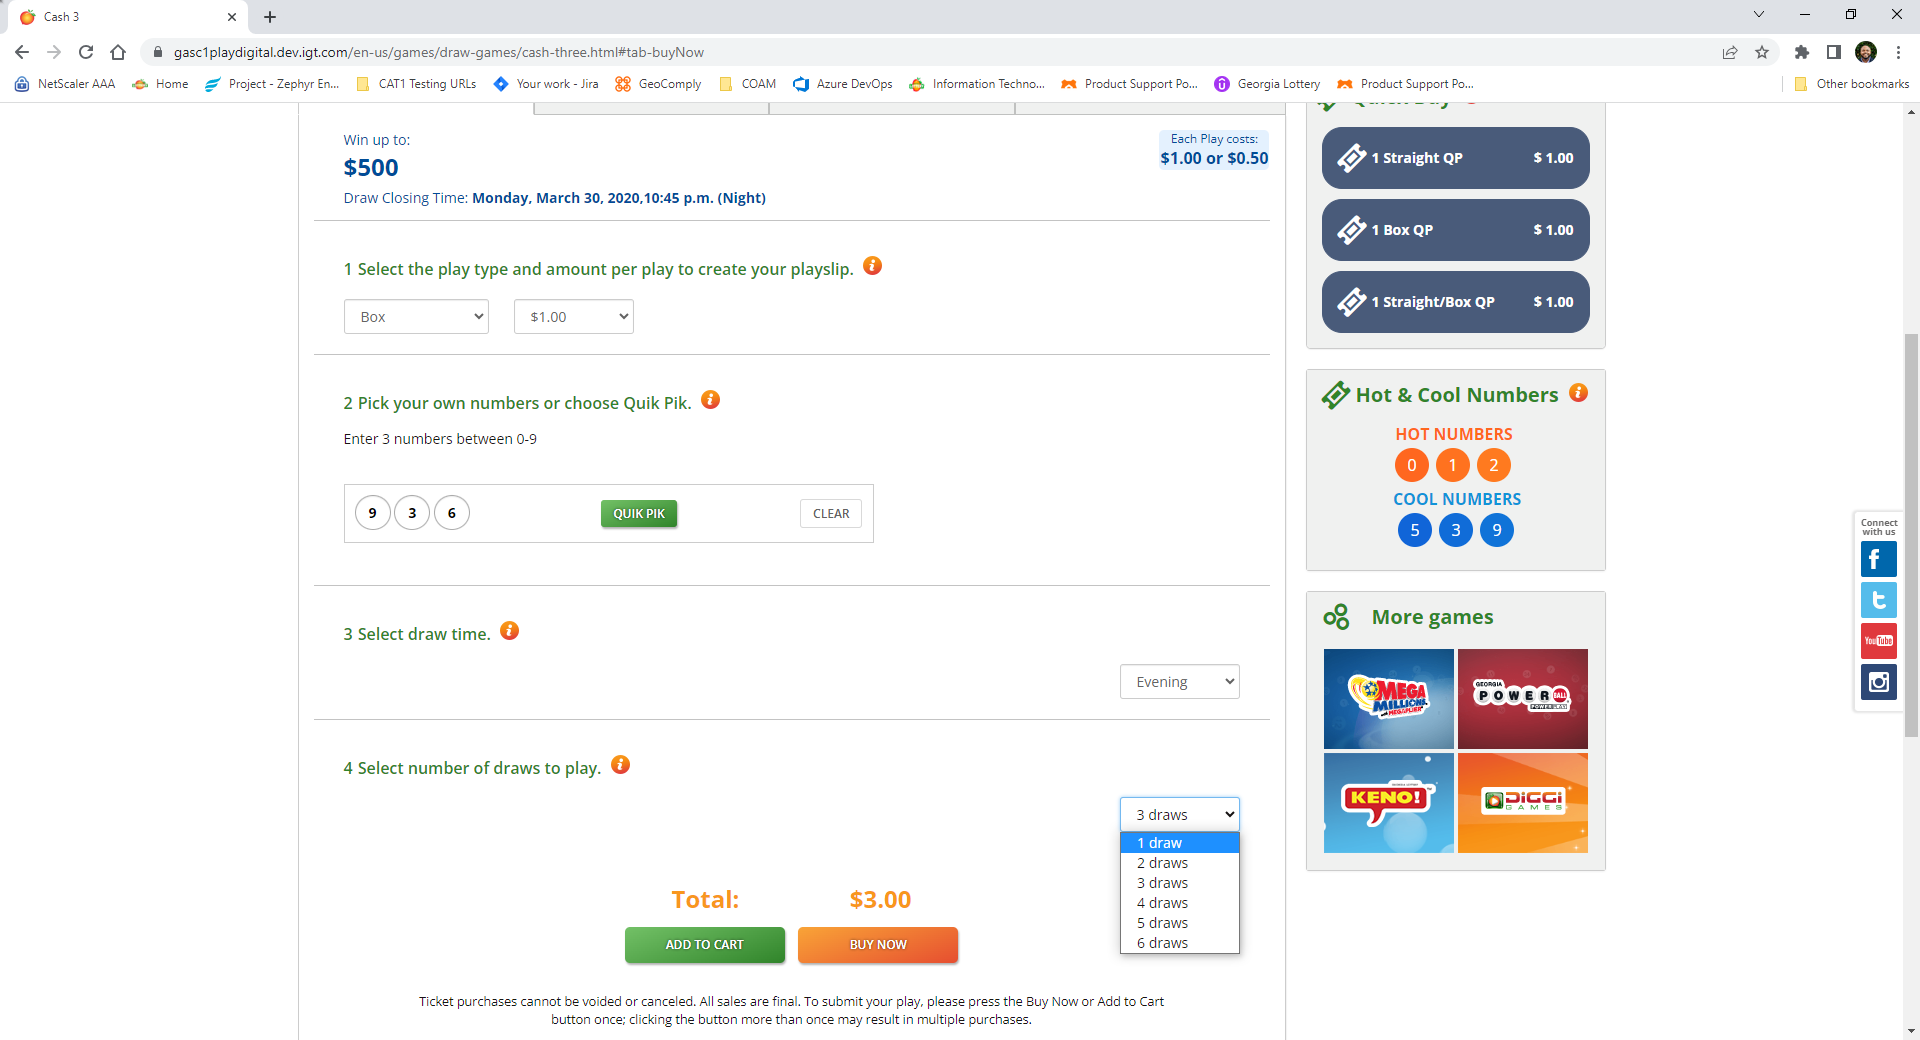 Cash 3
gasc1playdigital.dev.igt.com/en-us/games/draw-games/cash-three.html#tab-buyNow
NetScaler AAA
Home
Project - Zephyr En...
CAT1 Testing URLs
Your work - Jira
GeoComply
COAM
Azure DevOps
Information Techno...
Product Support Po...
Georgia Lottery
Product Support Po...
Other bookmarks
Win up to:
$500
Draw Closing Time: Monday, March 30, 2020,10:45 p.m. (Night)
Each Play costs:
$1.00 or $0.50
1 Select the play type and amount per play to create your playslip.
Box
$1.00
2 Pick your own numbers or choose Quik Pik.
Enter 3 numbers between 0-9
9 3 6
QUIK PIK
CLEAR
3 Select draw time.
Evening
4 Select number of draws to play.
3 draws
1 draw
2 draws
3 draws
4 draws
5 draws
6 draws
Total: $3.00
ADD TO CART
BUY NOW
Ticket purchases cannot be voided or canceled. All sales are final. To submit your play, please press the Buy Now or Add to Cart
button once; clicking the button more than once may result in multiple purchases.
1 Straight QP $ 1.00
1 Box QP $ 1.00
1 Straight/Box QP $ 1.00
Hot & Cool Numbers
HOT NUMBERS
0 1 2
COOL NUMBERS
5 3 9
More games
MEGA
MILLIONS
MEGAPLIER
GEORGIA
POWERBALL
POWER PLAY
KENO!
DIGGI
GAMES
Connect
with us
YouTube